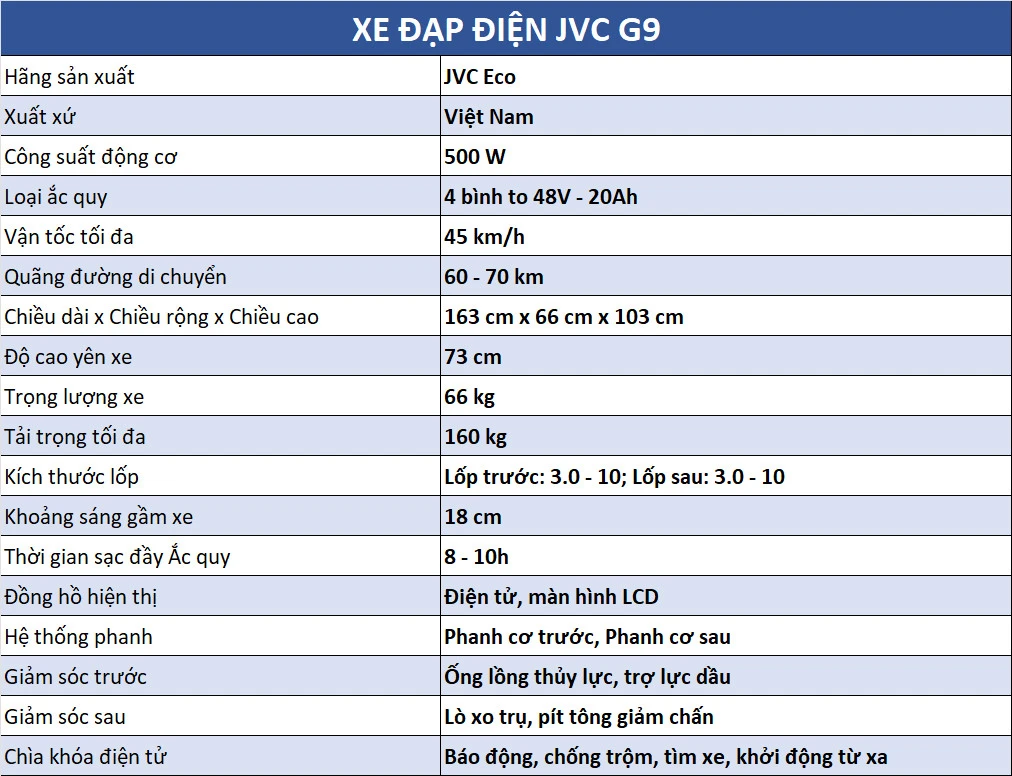 XE ĐẠP ĐIỆN JVC G9
Hãng sản xuất JVC Eco
Xuất xứ Việt Nam
Công suất động cơ 500 W
Loại ắc quy 4 bình to 48V - 20Ah
Vận tốc tối đa 45 km/h
Quãng đường di chuyển 60 - 70 km
Chiều dài x Chiều rộng x Chiều cao 163 cm x 66 cm x 103 cm
Độ cao yên xe 73 cm
Trọng lượng xe 66 kg
Tải trọng tối đa 160 kg
Kích thước lốp Lốp trước: 3.0 - 10; Lốp sau: 3.0 - 10
Khoảng sáng gầm xe 18 cm
Thời gian sạc đầy Ắc quy 8 - 10h
Đồng hồ hiện thị Điện tử, màn hình LCD
Hệ thống phanh Phanh cơ trước, Phanh cơ sau
Giảm sóc trước Ống lồng thủy lực, trợ lực dầu
Giảm sóc sau Lò xo trụ, pít tông giảm chấn
Chìa khóa điện tử Báo động, chống trộm, tìm xe, khởi động từ xa